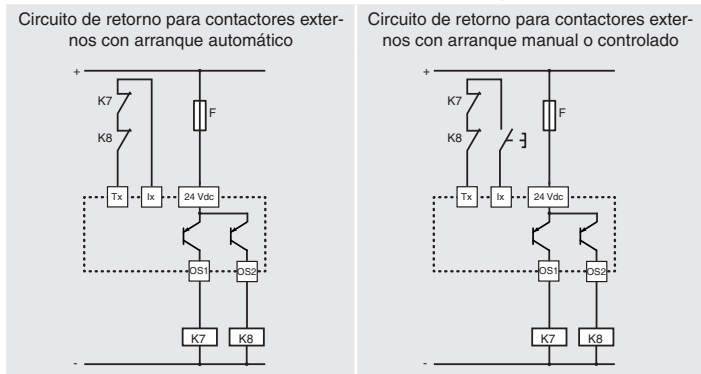 Circuito de retorno para contactores exter-
nos con arranque automático
+
K7
K8
F
Tx
Ix
24 Vdc
OS1
OS2
K7
K8
-
Circuito de retorno para contactores exter-
nos con arranque manual o controlado
+
K7
K8
F
Tx
Ix
24 Vdc
OS1
OS2
K7
K8
-